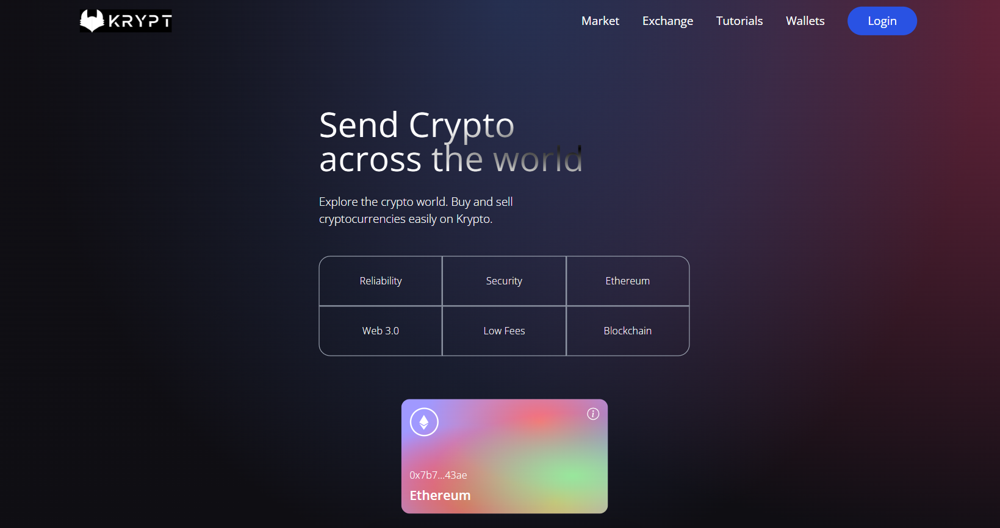 KRYPT
Market
Exchange
Tutorials
Wallets
Login
Send Crypto
across the world
Explore the crypto world. Buy and sell
cryptocurrencies easily on Krypto.
Reliability
Security
Ethereum
Web 3.0
Low Fees
Blockchain
i
0x7b7...43ae
Ethereum